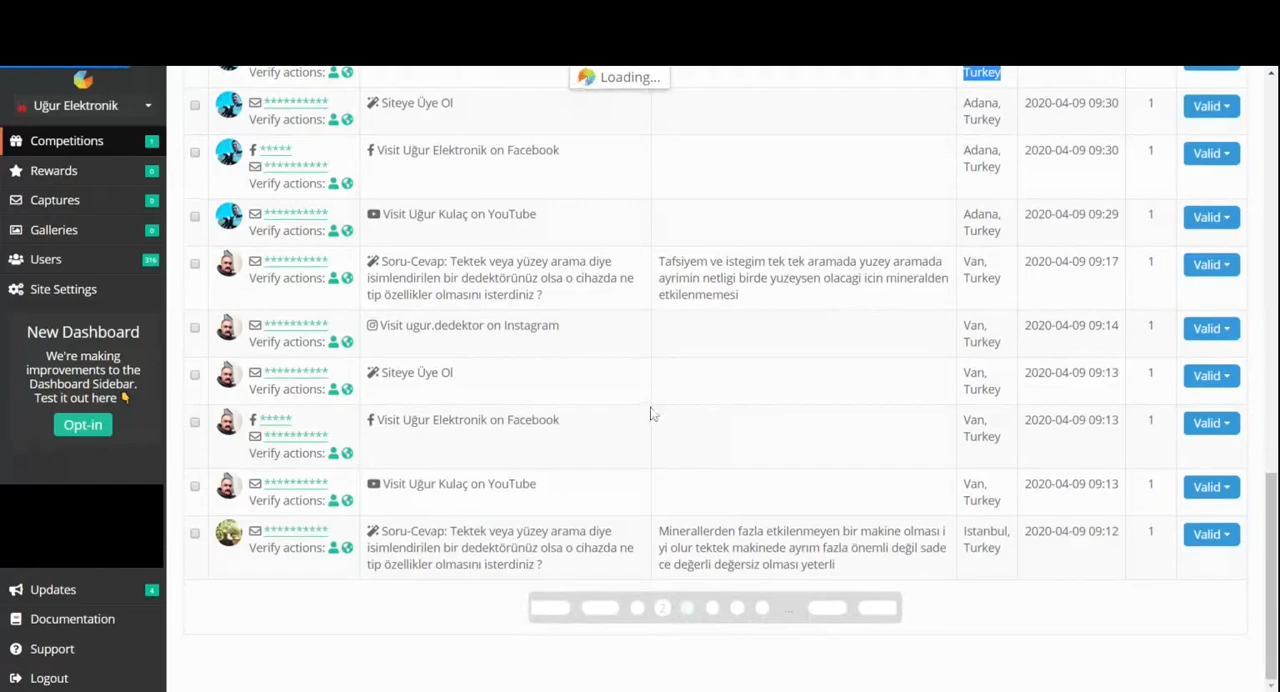 Loading...
Uğur Elektronik
Competitions 1
Rewards 0
Captures 0
Galleries 0
Users 316
Site Settings
New Dashboard
We're making
improvements to the
Dashboard Sidebar.
Test it out here 👇
Opt-in
Updates 4
Documentation
Support
Logout
Verify actions:
Turkey
********** Siteye Üye Ol Adana, 2020-04-09 09:30 1 Valid
Verify actions: Turkey
***** Visit Uğur Elektronik on Facebook Adana, 2020-04-09 09:30 1 Valid
********** Turkey
Verify actions:
********** Visit Uğur Kulaç on YouTube Adana, 2020-04-09 09:29 1 Valid
Verify actions: Turkey
********** Soru-Cevap: Tektek veya yüzey arama diye Tafsiyem ve istegim tek tek aramada yuzey aramada Van, 2020-04-09 09:17 1 Valid
Verify actions: isimlendirilen bir dedektörünüz olsa o cihazda ne ayrimin netligi birde yuzeysen olacagi icin mineralden Turkey
tip özellikler olmasını isterdiniz ? etkilenmemesi
********** Visit ugur.dedektor on Instagram Van, 2020-04-09 09:14 1 Valid
Verify actions: Turkey
********** Siteye Üye Ol Van, 2020-04-09 09:13 1 Valid
Verify actions: Turkey
***** Visit Uğur Elektronik on Facebook Van, 2020-04-09 09:13 1 Valid
********** Turkey
Verify actions:
********** Visit Uğur Kulaç on YouTube Van, 2020-04-09 09:13 1 Valid
Verify actions: Turkey
********** Soru-Cevap: Tektek veya yüzey arama diye Minerallerden fazla etkilenmeyen bir makine olması i Istanbul, 2020-04-09 09:12 1 Valid
Verify actions: isimlendirilen bir dedektörünüz olsa o cihazda ne yi olur tektek makinede ayrım fazla önemli değil sade Turkey
tip özellikler olmasını isterdiniz ? ce değerli değersiz olması yeterli
2 ...